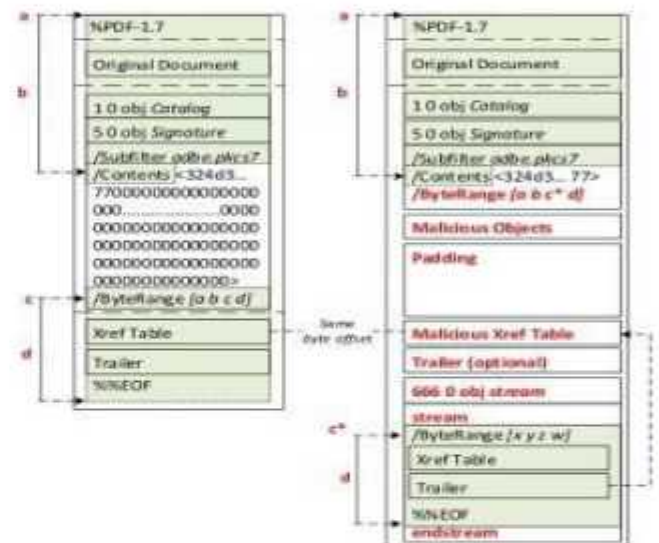 a
%PDF-1.7
Original Document
b
1 0 obj Catalog
5 0 obj Signature
/Subfilter adbe.pkcs7
/Contents <324d3...
77000000000000000
000....................0000
00000000000000000
00000000000000000
00000000000000000
00000000000000>
c
/ByteRange [a b c d]
Xref Table
d
Trailer
%%EOF
Same
byte offset
a
%PDF-1.7
Original Document
b
1 0 obj Catalog
5 0 obj Signature
/Subfilter adbe.pkcs7
/Contents <324d3... 77>
/ByteRange [a b c* d]
Malicious Objects
Padding
Malicious Xref Table
Trailer (optional)
666 0 obj stream
stream
c*
/ByteRange [x y z w]
Xref Table
d
Trailer
%%EOF
endstream